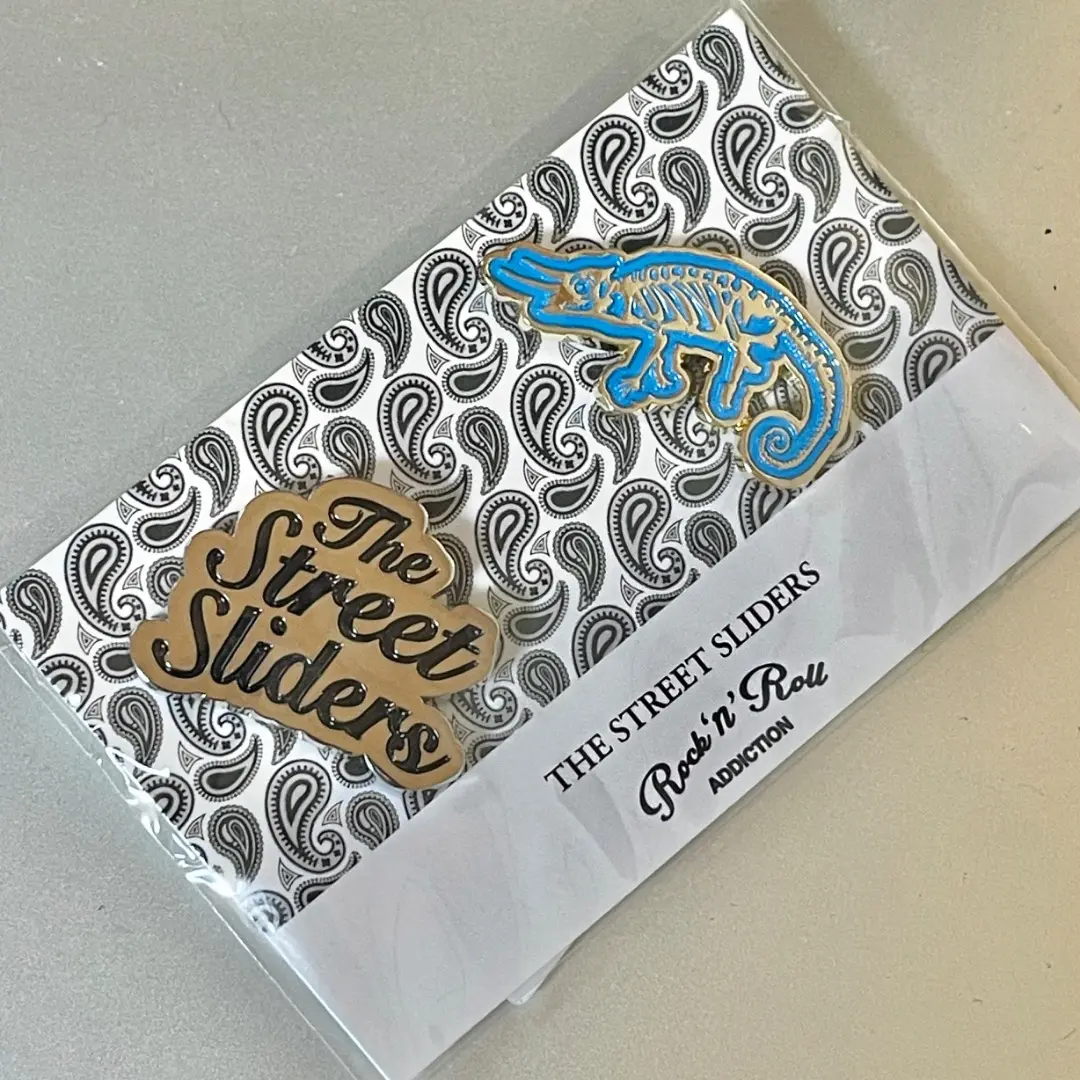 The
Street
Sliders
THE STREET SLIDERS
Rock 'n' Roll
ADDICTION